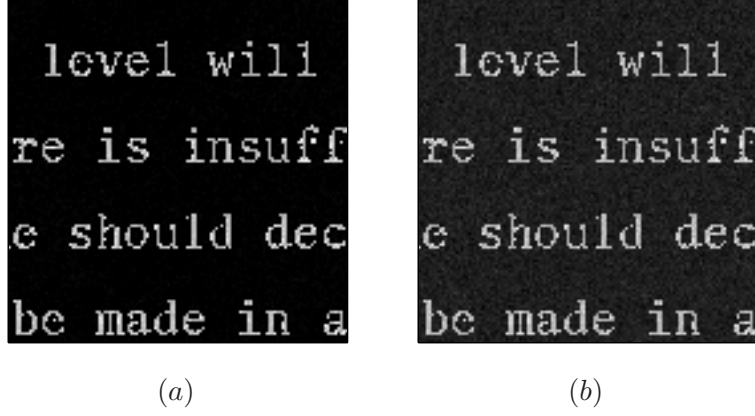 level will
re is insuff
e should dec
be made in a
(a)
level will
re is insuff
e should dec
be made in a
(b)